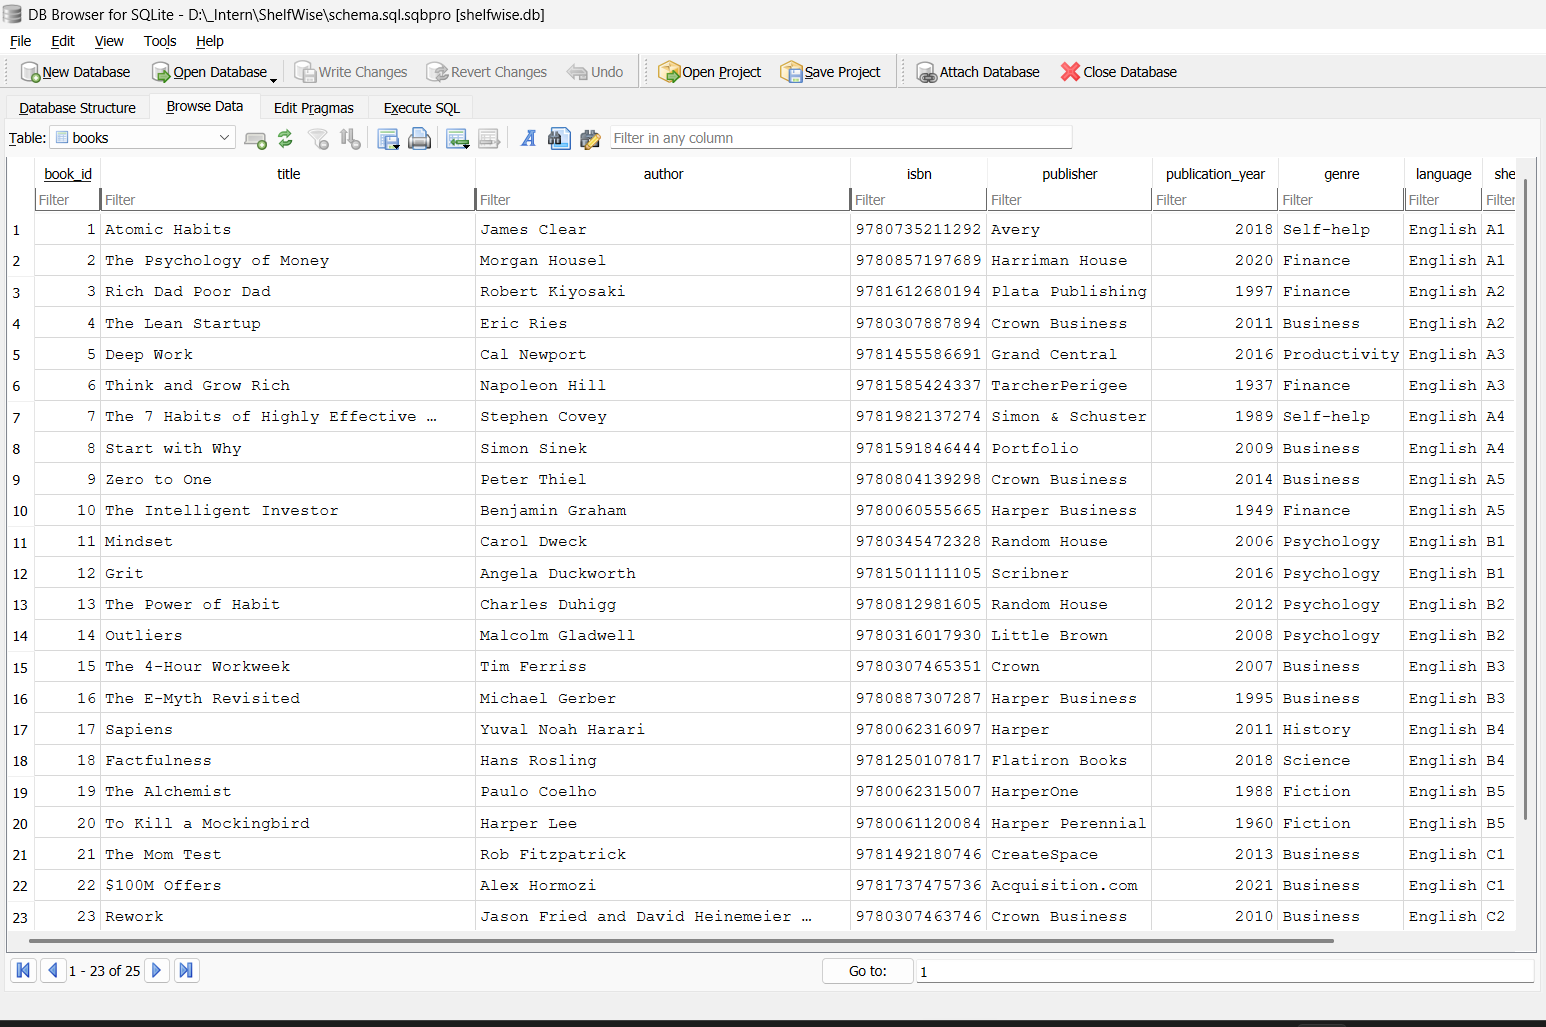 DB Browser for SQLite - D:\_Intern\ShelfWise\schema.sql.sqbpro [shelfwise.db]
File Edit View Tools Help
New Database Open Database Write Changes Revert Changes Undo Open Project Save Project Attach Database Close Database
Database Structure Browse Data Edit Pragmas Execute SQL
Table: books Filter in any column
book_id title author isbn publisher publication_year genre language she
Filter Filter Filter Filter Filter Filter Filter Filter Filter
1 1 Atomic Habits James Clear 9780735211292 Avery 2018 Self-help English A1
2 2 The Psychology of Money Morgan Housel 9780857197689 Harriman House 2020 Finance English A1
3 3 Rich Dad Poor Dad Robert Kiyosaki 9781612680194 Plata Publishing 1997 Finance English A2
4 4 The Lean Startup Eric Ries 9780307887894 Crown Business 2011 Business English A2
5 5 Deep Work Cal Newport 9781455586691 Grand Central 2016 Productivity English A3
6 6 Think and Grow Rich Napoleon Hill 9781585424337 TarcherPerigee 1937 Finance English A3
7 7 The 7 Habits of Highly Effective … Stephen Covey 9781982137274 Simon & Schuster 1989 Self-help English A4
8 8 Start with Why Simon Sinek 9781591846444 Portfolio 2009 Business English A4
9 9 Zero to One Peter Thiel 9780804139298 Crown Business 2014 Business English A5
10 10 The Intelligent Investor Benjamin Graham 9780060555665 Harper Business 1949 Finance English A5
11 11 Mindset Carol Dweck 9780345472328 Random House 2006 Psychology English B1
12 12 Grit Angela Duckworth 9781501111105 Scribner 2016 Psychology English B1
13 13 The Power of Habit Charles Duhigg 9780812981605 Random House 2012 Psychology English B2
14 14 Outliers Malcolm Gladwell 9780316017930 Little Brown 2008 Psychology English B2
15 15 The 4-Hour Workweek Tim Ferriss 9780307465351 Crown 2007 Business English B3
16 16 The E-Myth Revisited Michael Gerber 9780887307287 Harper Business 1995 Business English B3
17 17 Sapiens Yuval Noah Harari 9780062316097 Harper 2011 History English B4
18 18 Factfulness Hans Rosling 9781250107817 Flatiron Books 2018 Science English B4
19 19 The Alchemist Paulo Coelho 9780062315007 HarperOne 1988 Fiction English B5
20 20 To Kill a Mockingbird Harper Lee 9780061120084 Harper Perennial 1960 Fiction English B5
21 21 The Mom Test Rob Fitzpatrick 9781492180746 CreateSpace 2013 Business English C1
22 22 $100M Offers Alex Hormozi 9781737475736 Acquisition.com 2021 Business English C1
23 23 Rework Jason Fried and David Heinemeier … 9780307463746 Crown Business 2010 Business English C2
1 - 23 of 25 Go to: 1